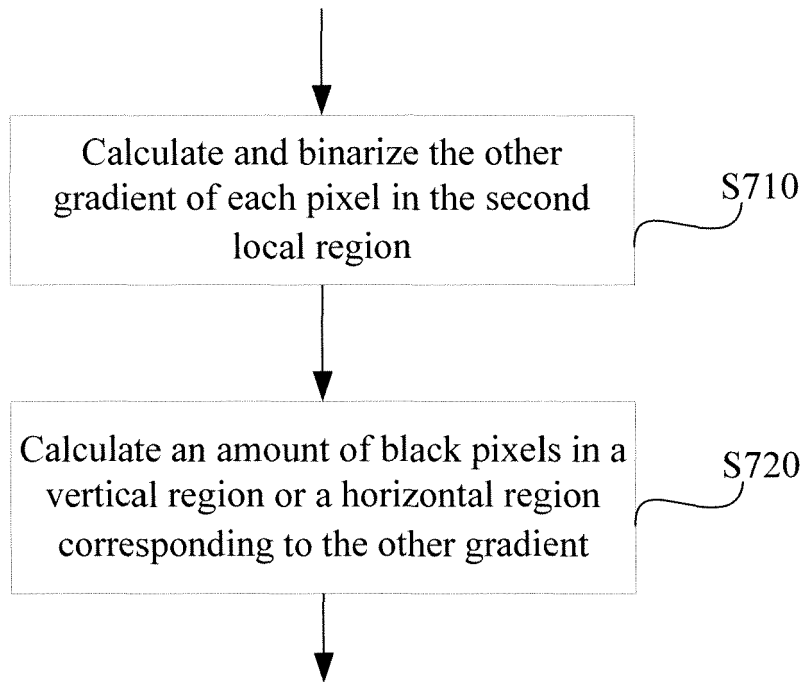 Calculate and binarize the other
gradient of each pixel in the second
local region
S710
Calculate an amount of black pixels in a
vertical region or a horizontal region
corresponding to the other gradient
S720